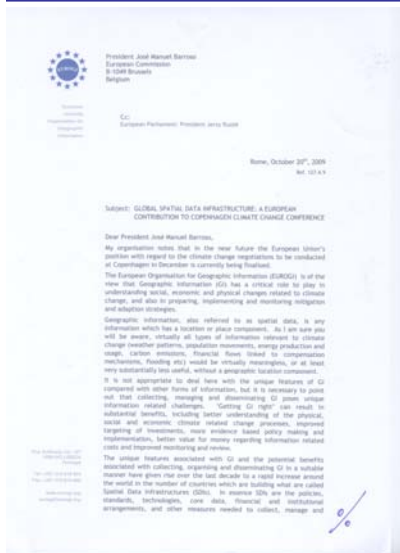 President José Manuel Barroso
European Commission
B-1049 Brussels
Belgium
Cc:
European Parliament: President Jerzy Buzek
Rome, October 20th, 2009
Subject: GLOBAL SPATIAL DATA INFRASTRUCTURE: A EUROPEAN
CONTRIBUTION TO COPENHAGEN CLIMATE CHANGE CONFERENCE
Dear President José Manuel Barroso,
My organisation notes that in the near future the European Union's
position with regard to the climate change negotiations to be conducted
at Copenhagen in December is currently being finalised.
The European Organisation for Geographic Information (EUROGI) is of the
view that Geographic Information (GI) has a critical role to play in
understanding social, economic and physical changes related to climate
change, and also in preparing, implementing and monitoring mitigation
and adaption strategies.
Geographic information, also referred to as spatial data, is any
information which has a location or place component. As I am sure you
will be aware, virtually all types of information relevant to climate
change (weather patterns, population movements, energy production and
usage, carbon emissions, financial flows linked to compensation
mechanisms, flooding etc) would be virtually meaningless, or at least
very substantially less useful, without a geographic location component.
It is not appropriate to deal here with the unique features of GI
compared with other forms of information, but it is necessary to point
out that collecting, managing and disseminating GI poses unique
information related challenges. 'Getting GI right' can result in
substantial benefits, including better understanding of the physical,
social and economic climate related change processes, improved
targeting of investments, more evidence based policy making and
implementation, better value for money regarding information related
costs and improved monitoring and review.
The unique features associated with GI and the potential benefits
associated with collecting, organising and disseminating GI in a suitable
manner have given rise over the last decade to a rapid increase around
the world in the number of countries which are building what are called
Spatial Data Infrastructures (SDIs). In essence SDIs are the policies,
standards, technologies, core data, financial and institutional
arrangements, and other measures needed to collect, manage and